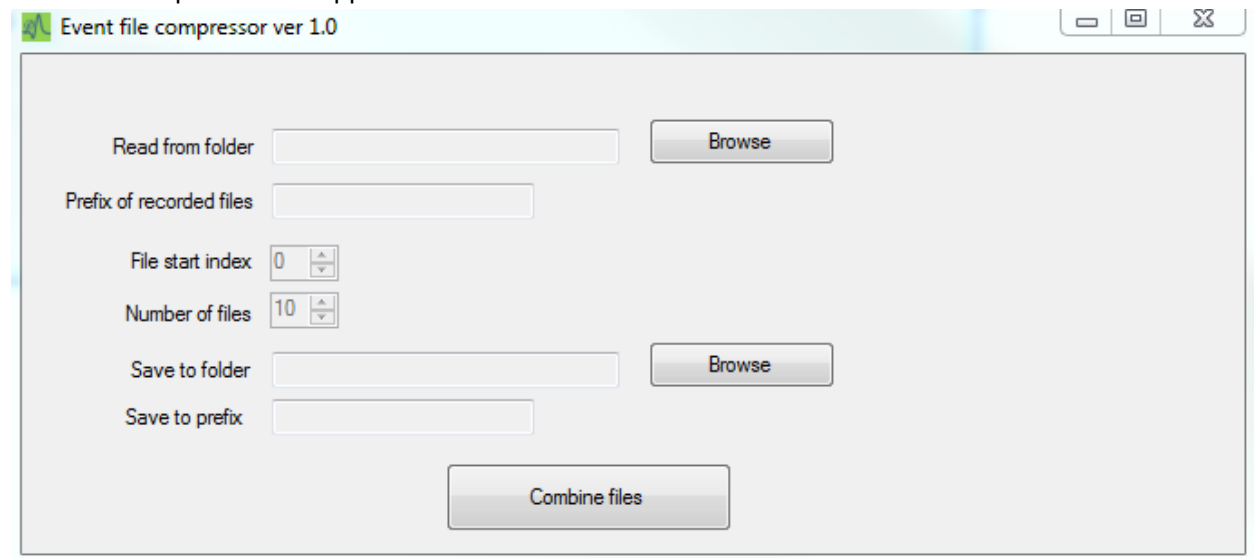 Event file compressor ver 1.0
Read from folder Browse
Prefix of recorded files
File start index 0
Number of files 10
Save to folder Browse
Save to prefix
Combine files